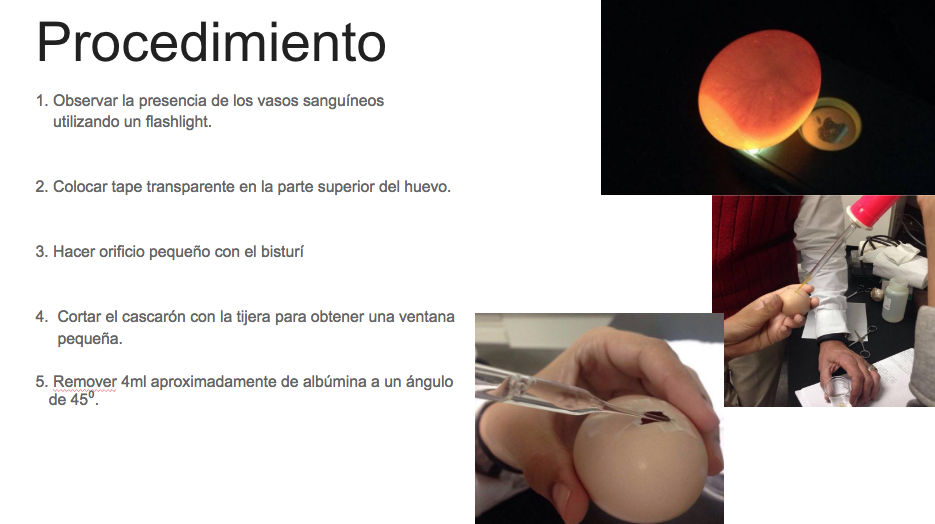 Procedimiento
1. Observar la presencia de los vasos sanguíneos
utilizando un flashlight.
2. Colocar tape transparente en la parte superior del huevo.
3. Hacer orificio pequeño con el bisturí
4. Cortar el cascarón con la tijera para obtener una ventana
pequeña.
5. Remover 4ml aproximadamente de albúmina a un ángulo
de 45⁰.